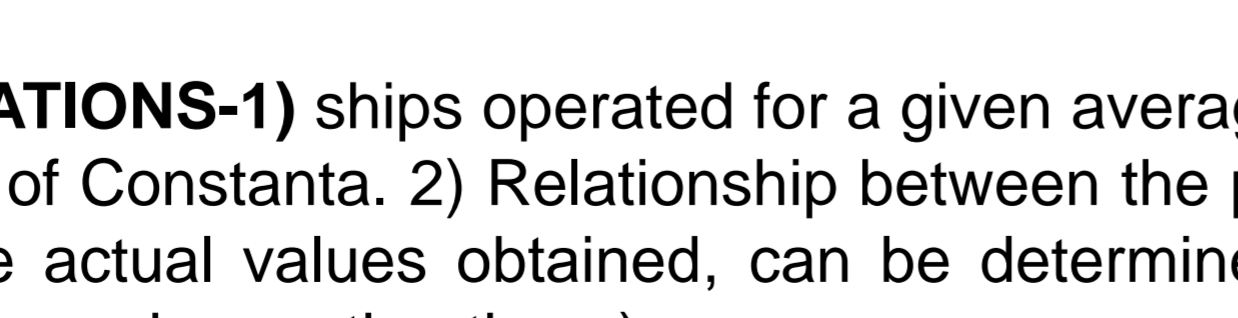 ATIONS-1) ships operated for a given averag
of Constanta. 2) Relationship between the p
e actual values obtained, can be determine